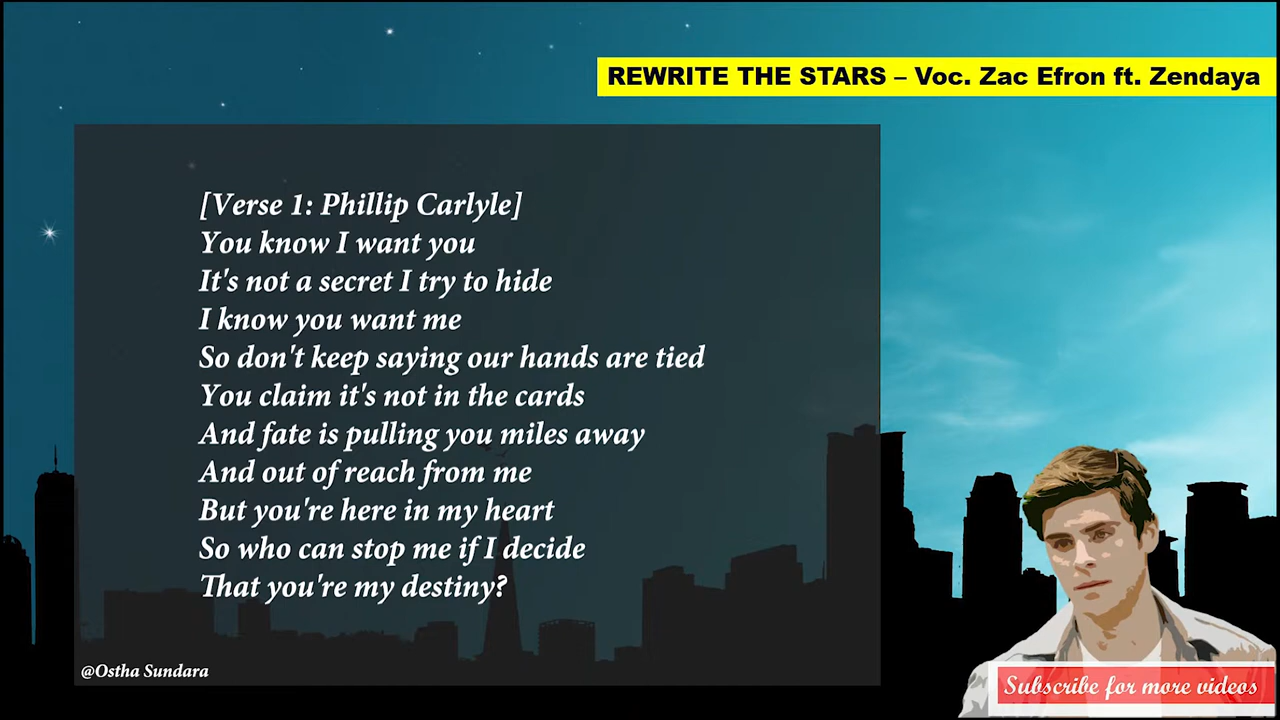 REWRITE THE STARS – Voc. Zac Efron ft. Zendaya
[Verse 1: Phillip Carlyle]
You know I want you
It's not a secret I try to hide
I know you want me
So don't keep saying our hands are tied
You claim it's not in the cards
And fate is pulling you miles away
And out of reach from me
But you're here in my heart
So who can stop me if I decide
That you're my destiny?
@Ostha Sundara
Subscribe for more videos